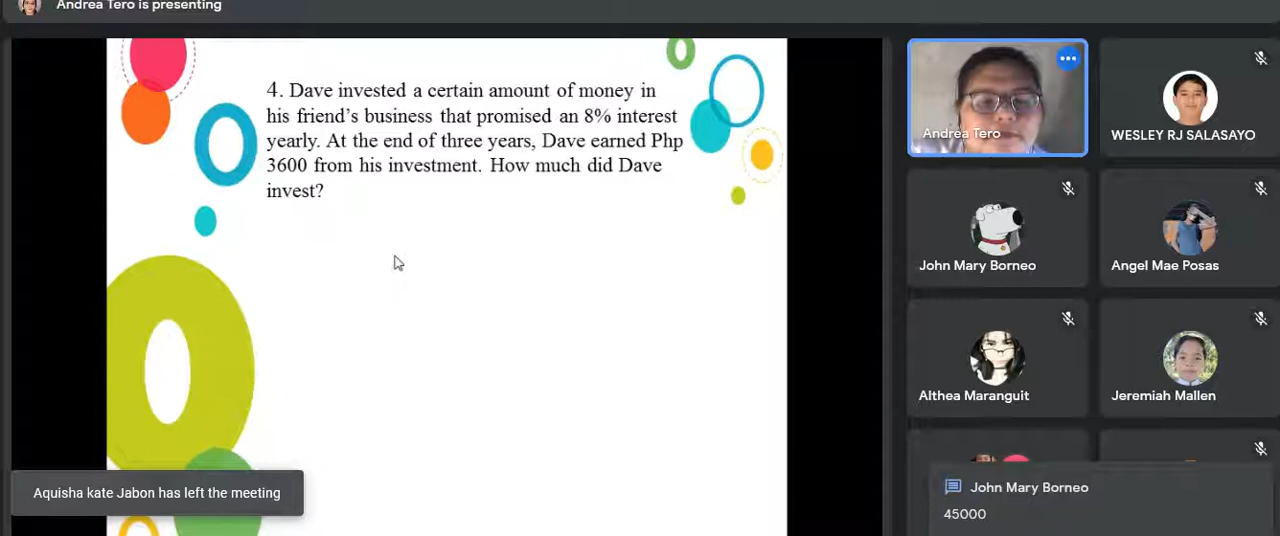 Andrea Tero is presenting
4. Dave invested a certain amount of money in
his friend's business that promised an 8% interest
yearly. At the end of three years, Dave earned Php
3600 from his investment. How much did Dave
invest?
Andrea Tero
WESLEY RJ SALASAYO
John Mary Borneo
Angel Mae Posas
Althea Maranguit
Jeremiah Mallen
Aquisha kate Jabon has left the meeting
John Mary Borneo
45000